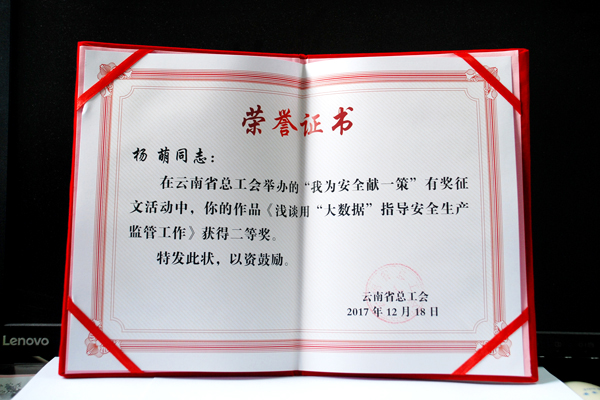 荣誉证书
杨 萌同志：
在云南省总工会举办的“我为安全献一策”有奖征
文活动中，你的作品《浅谈用“大数据”指导安全生产
监管工作》获得二等奖。
特发此状，以资鼓励。
云南省总工会
2017年12月18日
Lenovo